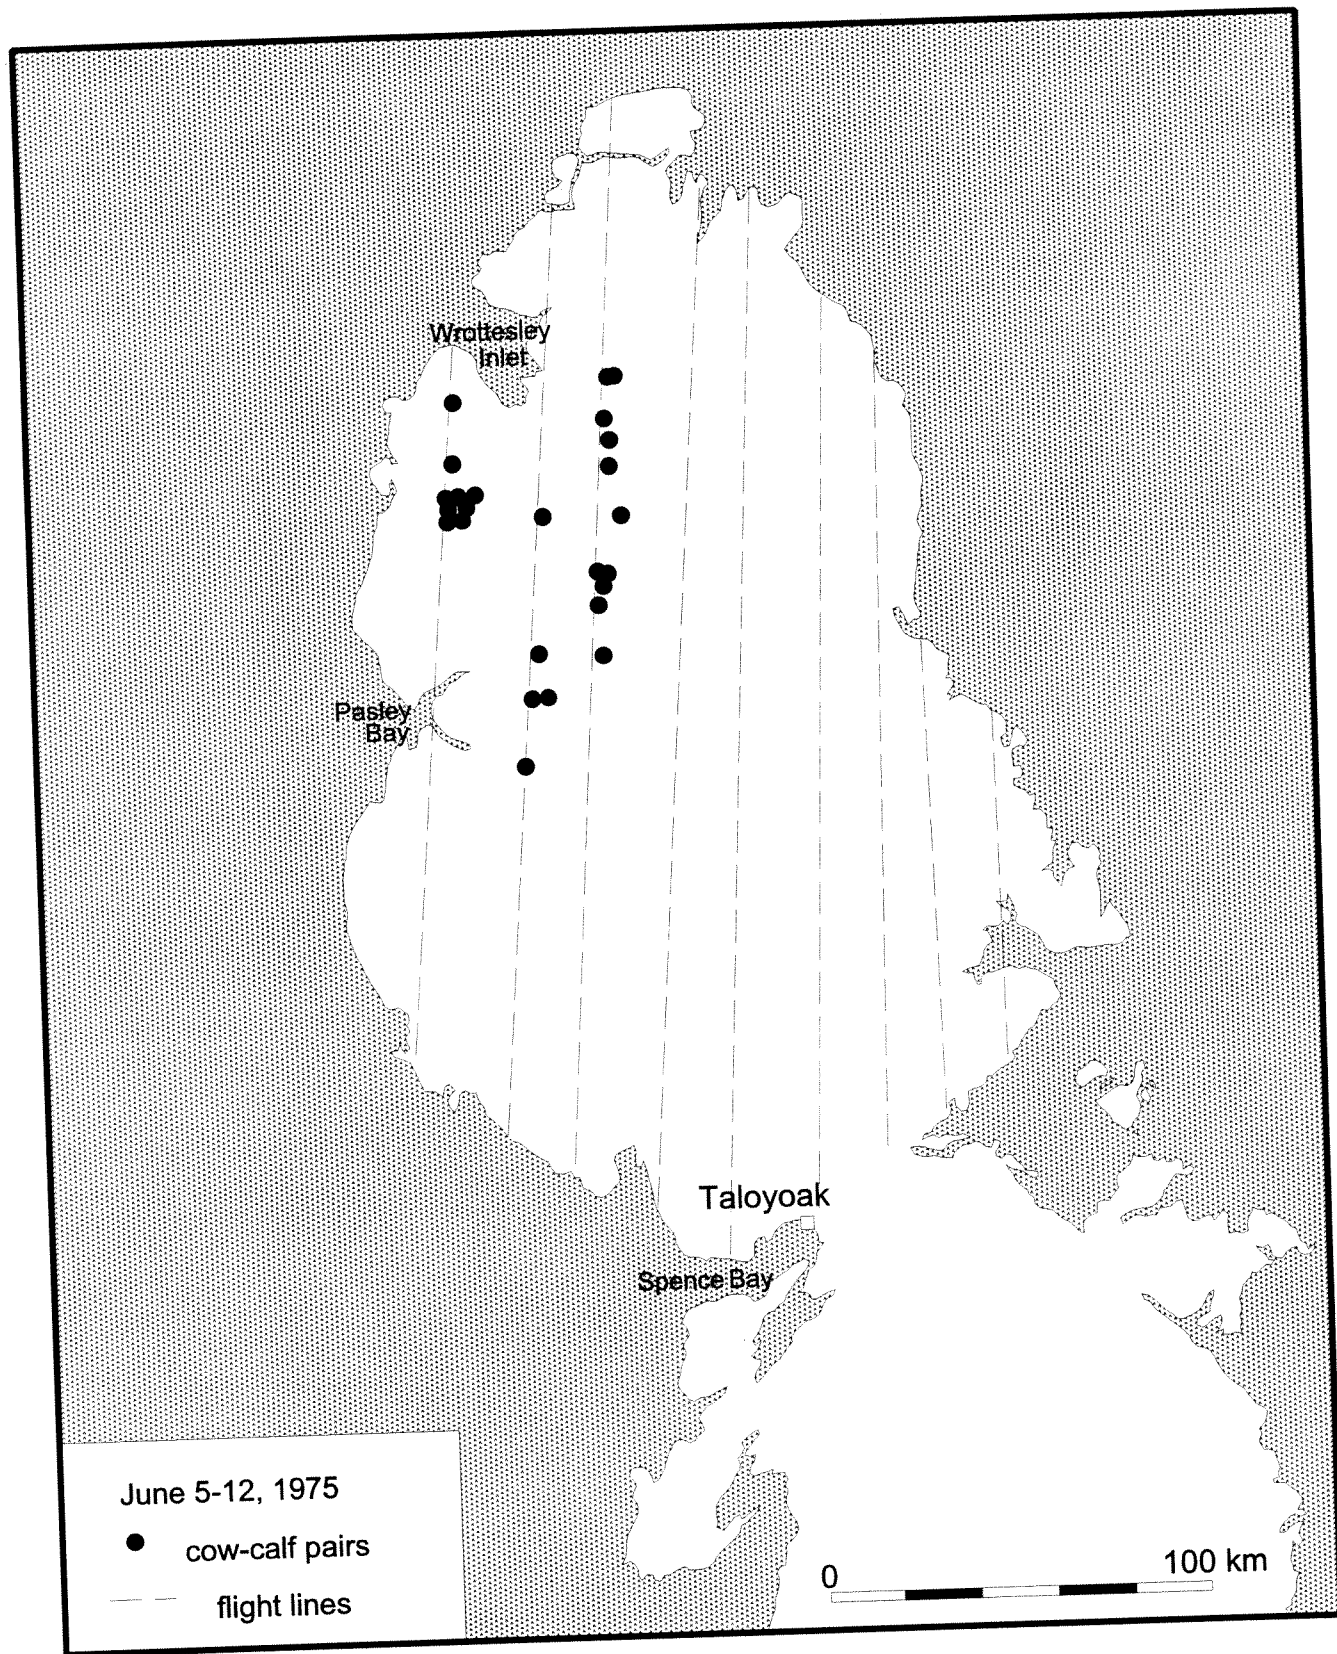 Wrottesley
Inlet
Pasley
Bay
Taloyoak
Spence Bay
June 5-12, 1975
cow-calf pairs
flight lines
0 100 km